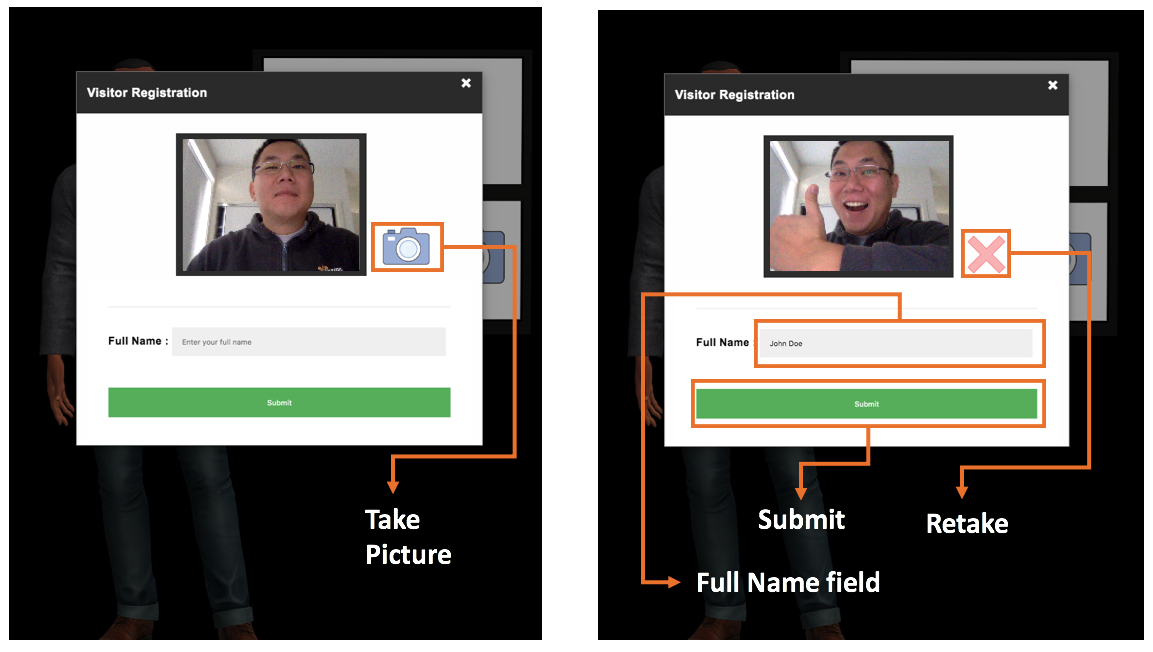 Visitor Registration
Full Name :
Enter your full name
Submit
Take
Picture
Visitor Registration
Full Name :
John Doe
Submit
Submit
Retake
Full Name field